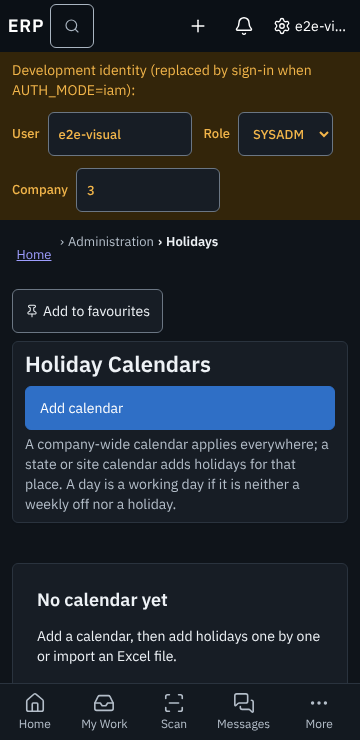 ERP
e2e-vi...
Development identity (replaced by sign-in when
AUTH_MODE=iam):
User e2e-visual Role SYSADM
Company 3
Home › Administration › Holidays
Add to favourites
Holiday Calendars
Add calendar
A company-wide calendar applies everywhere; a
state or site calendar adds holidays for that
place. A day is a working day if it is neither a
weekly off nor a holiday.
No calendar yet
Add a calendar, then add holidays one by one
or import an Excel file.
Home My Work Scan Messages More